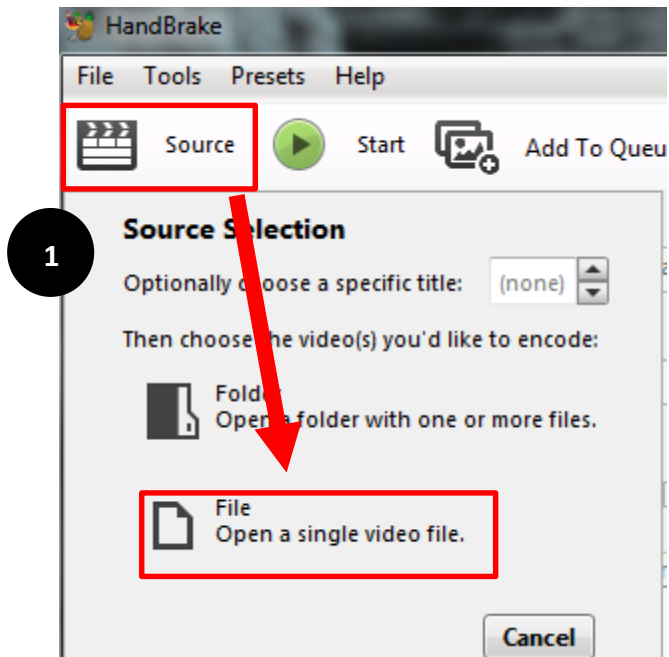 HandBrake
File Tools Presets Help
Source Start Add To Queu
1
Source Selection
Optionally choose a specific title: (none)
Then choose the video(s) you'd like to encode:
Folder
Open a folder with one or more files.
File
Open a single video file.
Cancel